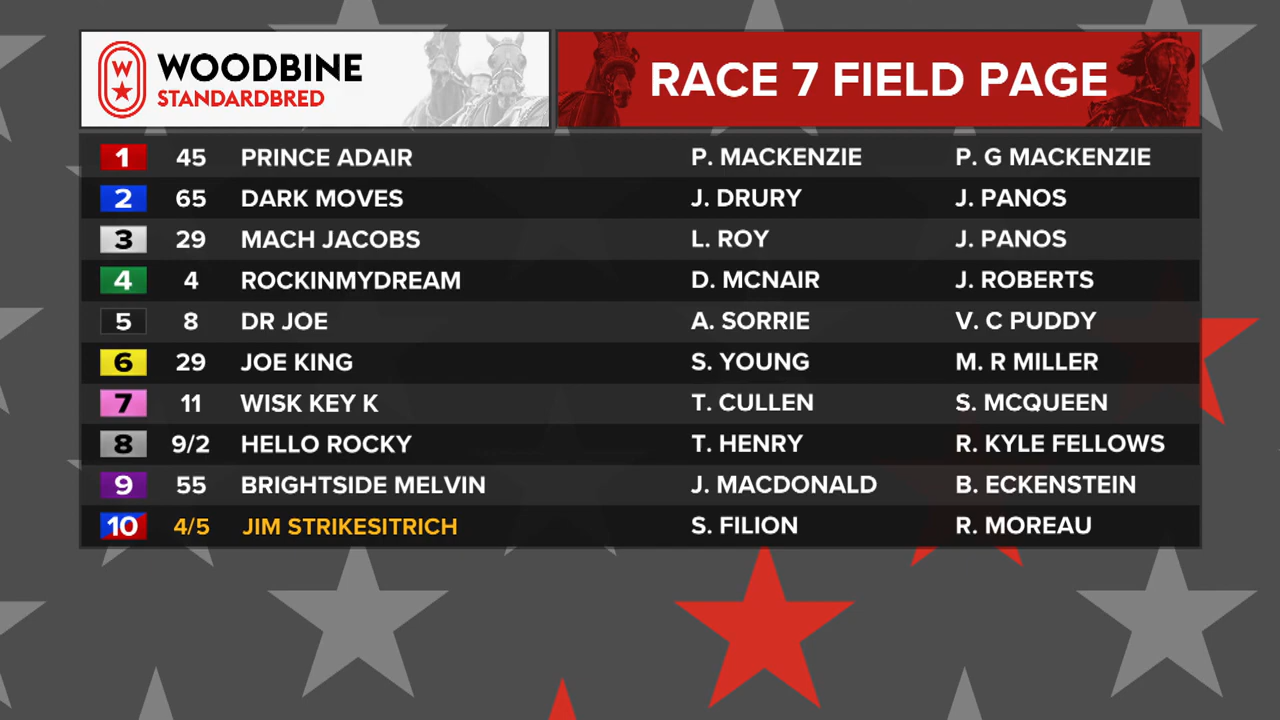 W
WOODBINE
STANDARDBRED
RACE 7 FIELD PAGE
1 45 PRINCE ADAIR P. MACKENZIE P. G MACKENZIE
2 65 DARK MOVES J. DRURY J. PANOS
3 29 MACH JACOBS L. ROY J. PANOS
4 4 ROCKINMYDREAM D. MCNAIR J. ROBERTS
5 8 DR JOE A. SORRIE V. C PUDDY
6 29 JOE KING S. YOUNG M. R MILLER
7 11 WISK KEY K T. CULLEN S. MCQUEEN
8 9/2 HELLO ROCKY T. HENRY R. KYLE FELLOWS
9 55 BRIGHTSIDE MELVIN J. MACDONALD B. ECKENSTEIN
10 4/5 JIM STRIKESITRICH S. FILION R. MOREAU